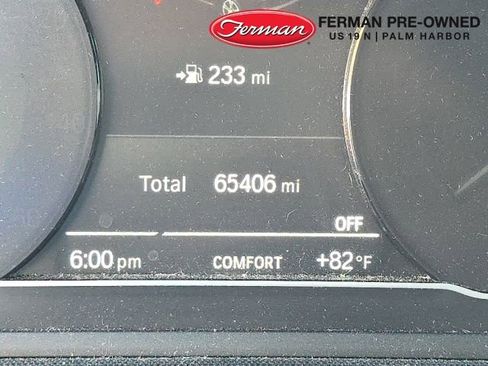 Ferman
FERMAN PRE-OWNED
US 19 N | PALM HARBOR
233 mi
Total 65406 mi
OFF
6:00 pm COMFORT +82 °F